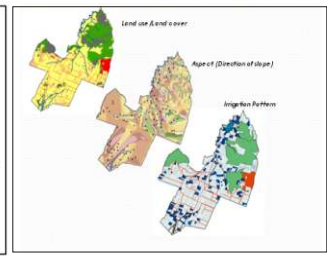 Land use /Land cover
Aspect (Direction of slope)
Irrigation Pattern